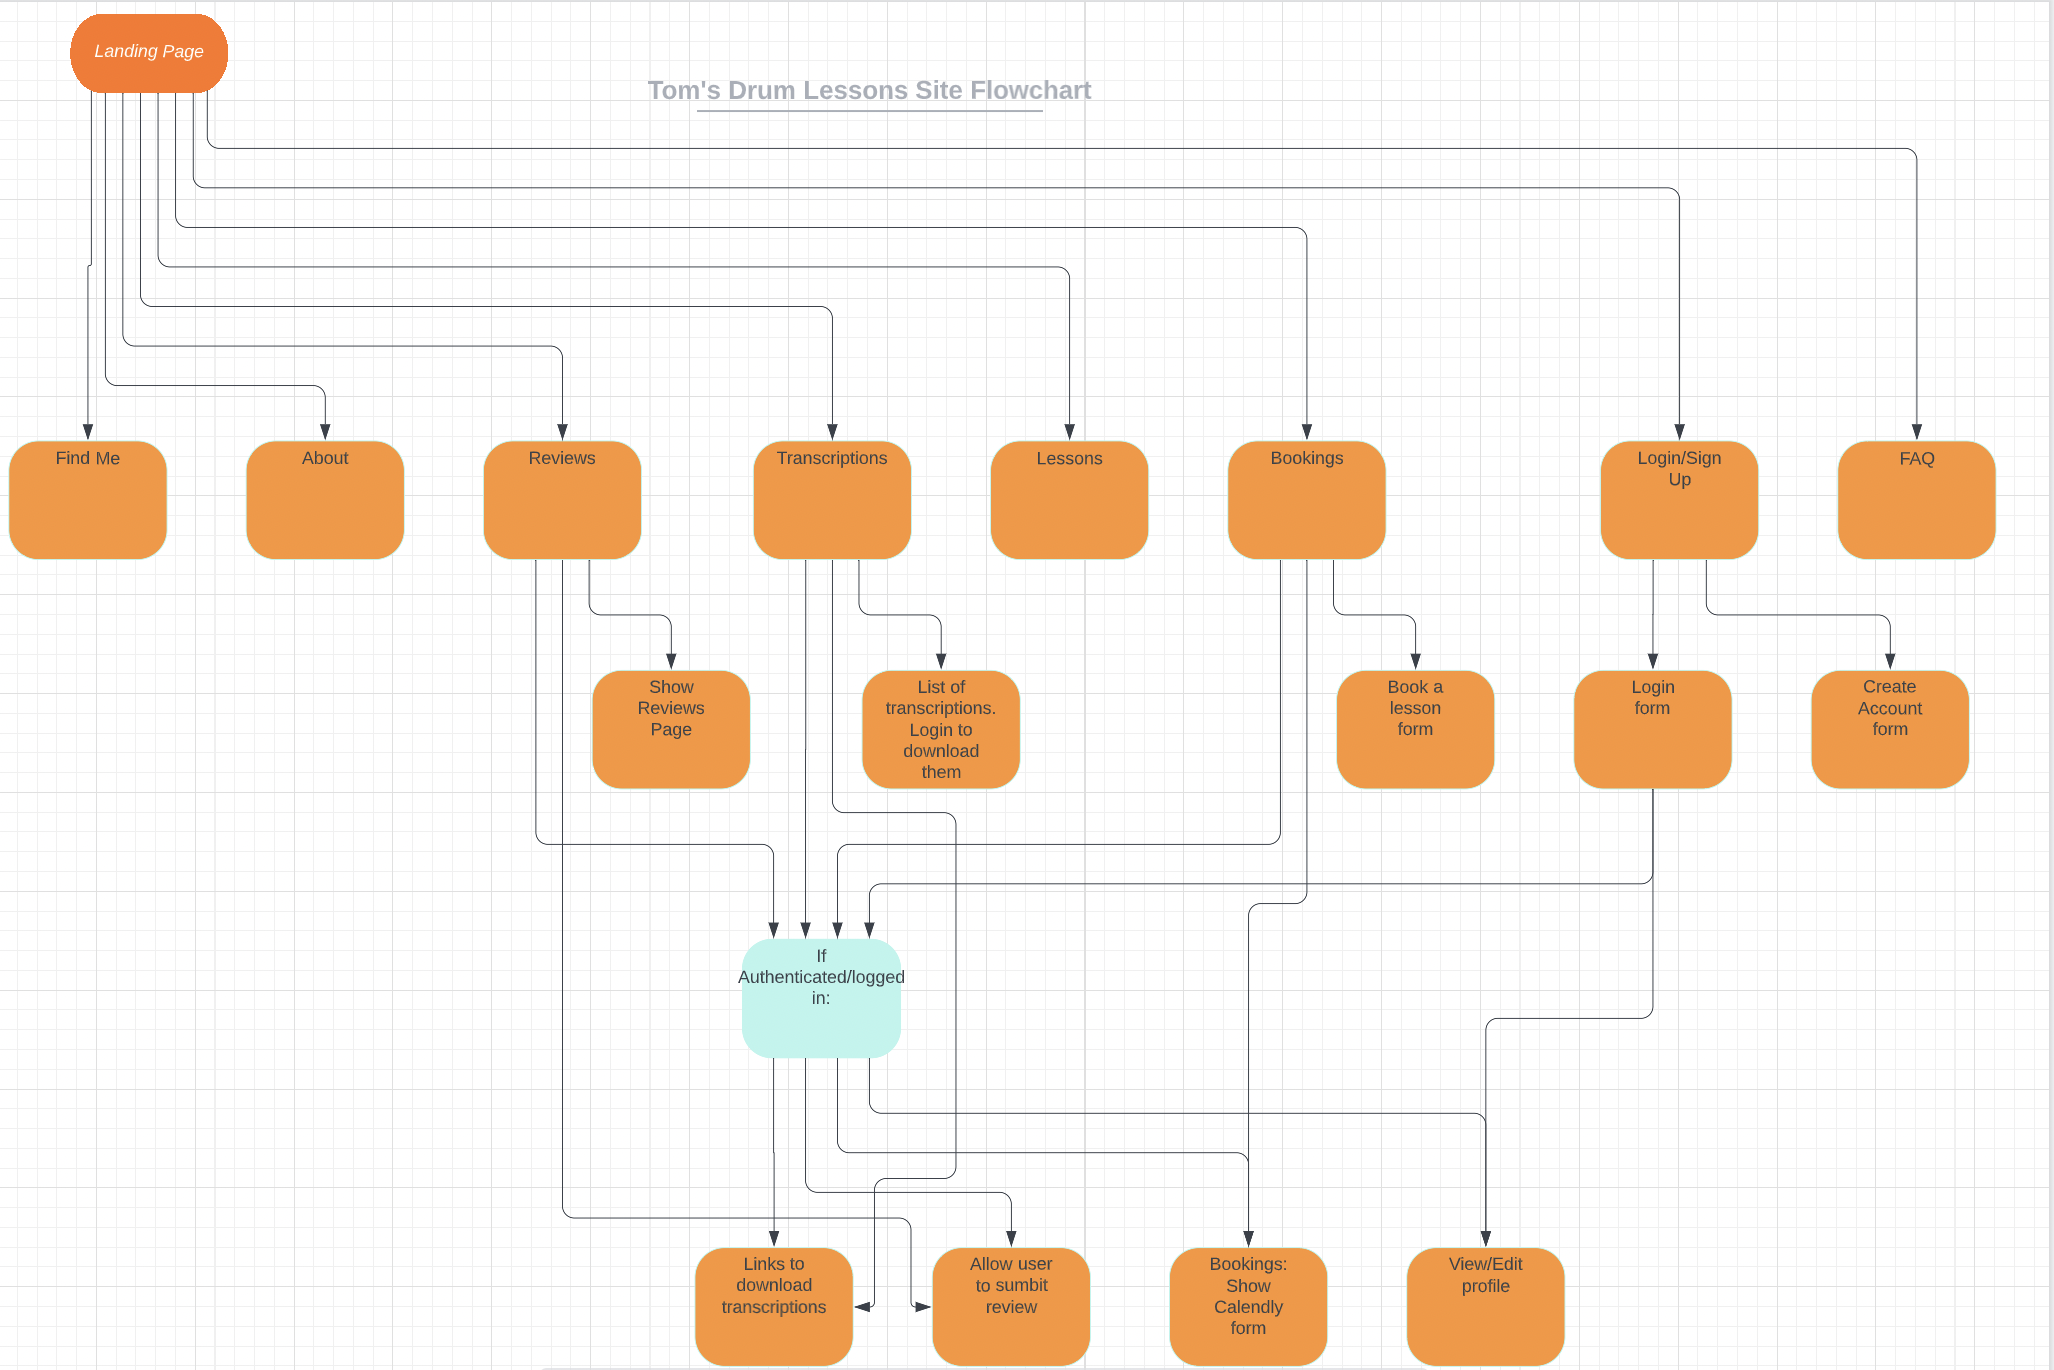 Landing Page
Tom's Drum Lessons Site Flowchart
Find Me
About
Reviews
Transcriptions
Lessons
Bookings
Login/Sign
Up
FAQ
Show
Reviews
Page
List of
transcriptions.
Login to
download
them
Book a
lesson
form
Login
form
Create
Account
form
If
Authenticated/logged
in:
Links to
download
transcriptions
Allow user
to sumbit
review
Bookings:
Show
Calendly
form
View/Edit
profile